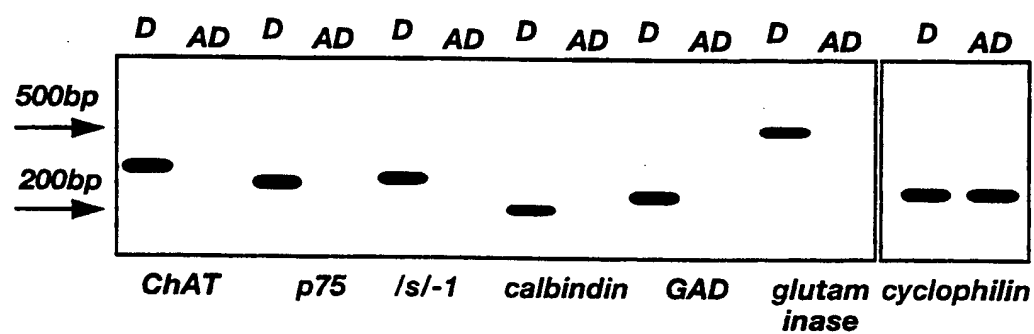 D AD D AD D AD D AD D AD D AD D AD
500bp
200bp
ChAT p75 /s/-1 calbindin GAD glutam cyclophilin
inase